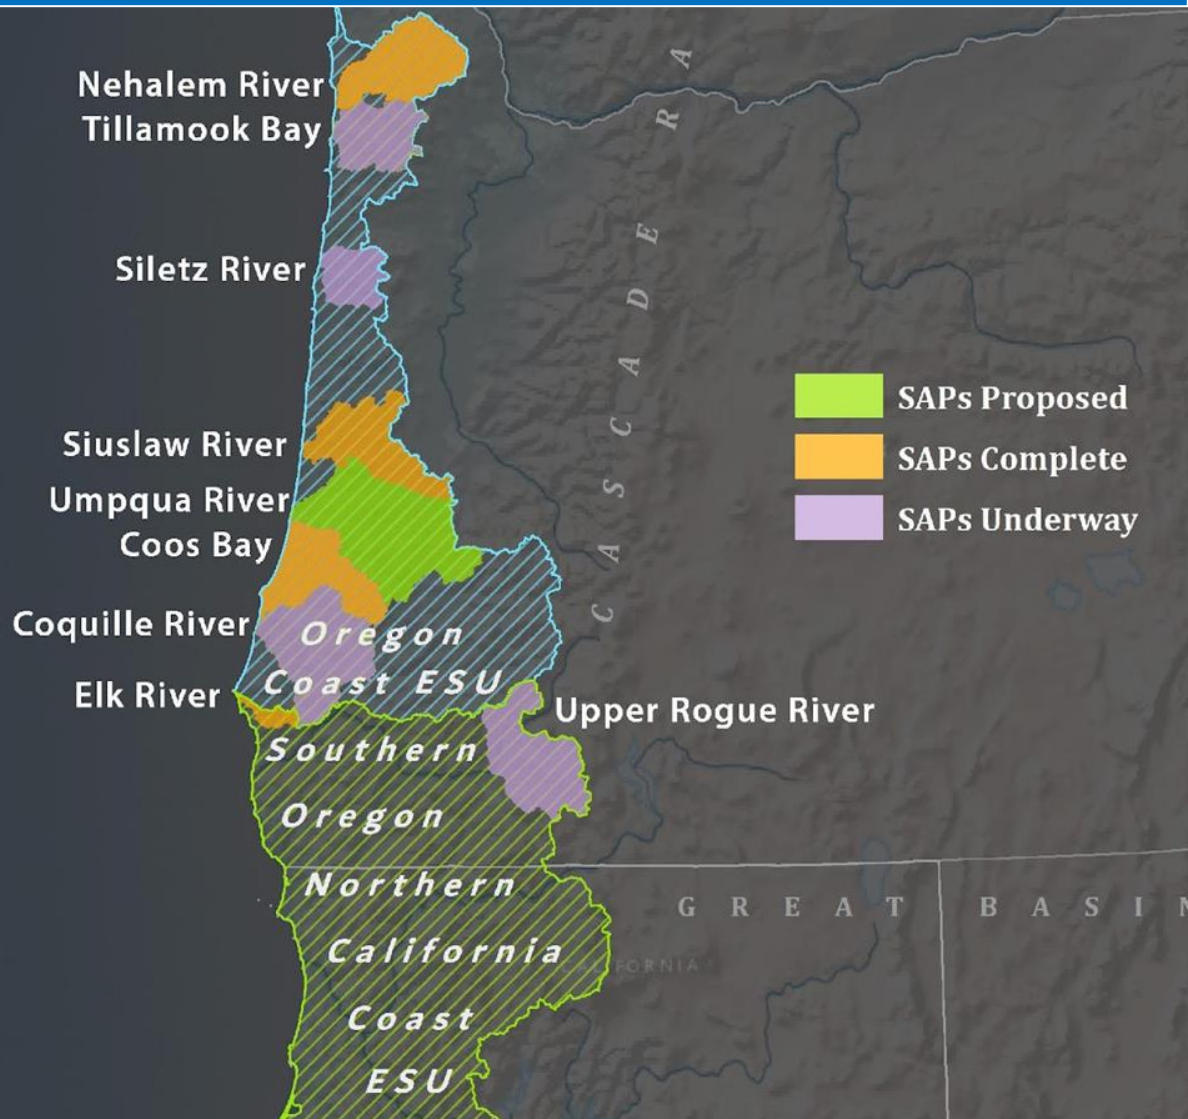 Nehalem River
Tillamook Bay
Siletz River
Siuslaw River
Umpqua River
Coos Bay
Coquille River
Elk River
Upper Rogue River
Oregon
Coast ESU
Southern
Oregon
Northern
California
Coast
ESU
SAPs Proposed
SAPs Complete
SAPs Underway
CASCADE RA
GREAT BASIN
CALIFORNIA